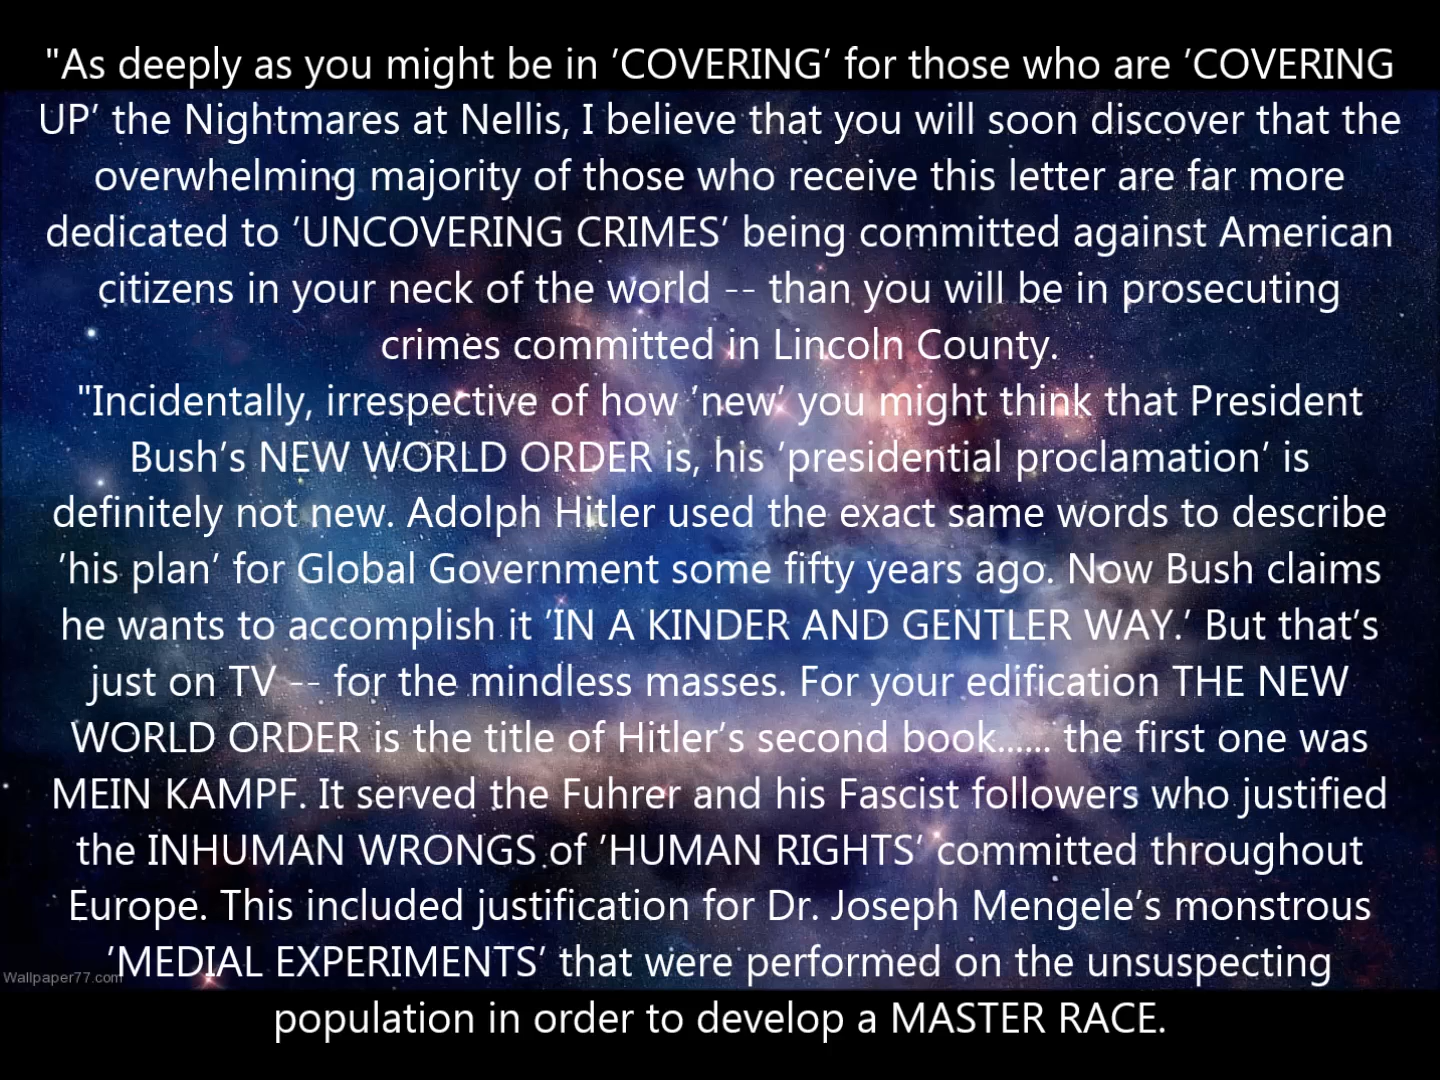 "As deeply as you might be in ’COVERING’ for those who are ’COVERING
UP’ the Nightmares at Nellis, I believe that you will soon discover that the
overwhelming majority of those who receive this letter are far more
dedicated to ’UNCOVERING CRIMES’ being committed against American
citizens in your neck of the world -- than you will be in prosecuting
crimes committed in Lincoln County.
"Incidentally, irrespective of how ’new’ you might think that President
Bush’s NEW WORLD ORDER is, his ’presidential proclamation’ is
definitely not new. Adolph Hitler used the exact same words to describe
’his plan’ for Global Government some fifty years ago. Now Bush claims
he wants to accomplish it ’IN A KINDER AND GENTLER WAY.’ But that’s
just on TV -- for the mindless masses. For your edification THE NEW
WORLD ORDER is the title of Hitler’s second book...... the first one was
MEIN KAMPF. It served the Fuhrer and his Fascist followers who justified
the INHUMAN WRONGS of ’HUMAN RIGHTS’ committed throughout
Europe. This included justification for Dr. Joseph Mengele’s monstrous
’MEDIAL EXPERIMENTS’ that were performed on the unsuspecting
Wallpaper77.com
population in order to develop a MASTER RACE.